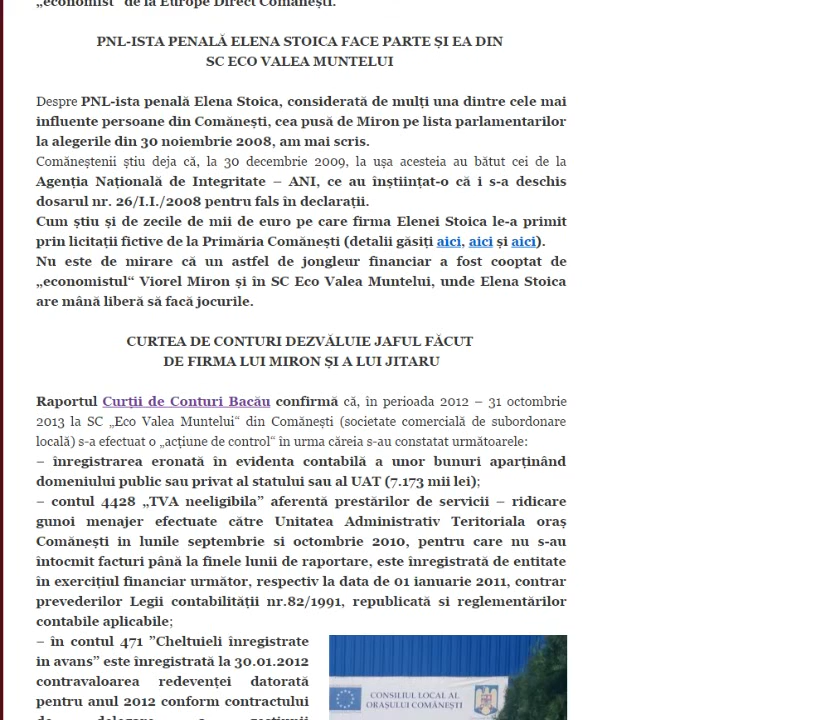 „economist“ de la Europe Direct Comănești.
PNL-ISTA PENALĂ ELENA STOICA FACE PARTE ȘI EA DIN
SC ECO VALEA MUNTELUI
Despre PNL-ista penală Elena Stoica, considerată de mulți una dintre cele mai
influente persoane din Comănești, cea pusă de Miron pe lista parlamentarilor
la alegerile din 30 noiembrie 2008, am mai scris.
Comăneștenii știu deja că, la 30 decembrie 2009, la ușa acesteia au bătut cei de la
Agenția Națională de Integritate – ANI, ce au înștiințat-o că i s-a deschis
dosarul nr. 26/I.I./2008 pentru fals în declarații.
Cum știu și de zecile de mii de euro pe care firma Elenei Stoica le-a primit
prin licitații fictive de la Primăria Comănești (detalii găsiți aici, aici și aici).
Nu este de mirare că un astfel de jongleur financiar a fost cooptat de
„economistul“ Viorel Miron și în SC Eco Valea Muntelui, unde Elena Stoica
are mână liberă să facă jocurile.
CURTEA DE CONTURI DEZVĂLUIE JAFUL FĂCUT
DE FIRMA LUI MIRON ȘI A LUI JITARU
Raportul Curții de Conturi Bacău confirmă că, în perioada 2012 – 31 octombrie
2013 la SC „Eco Valea Muntelui“ din Comănești (societate comercială de subordonare
locală) s-a efectuat o „acțiune de control“ în urma căreia s-au constatat următoarele:
– înregistrarea eronată în evidenta contabilă a unor bunuri aparținând
domeniului public sau privat al statului sau al UAT (7.173 mii lei);
– contul 4428 „TVA neeligibila” aferentă prestărilor de servicii – ridicare
gunoi menajer efectuate către Unitatea Administrativ Teritoriala oraș
Comănești in lunile septembrie si octombrie 2010, pentru care nu s-au
întocmit facturi până la finele lunii de raportare, este înregistrată de entitate
în exercițiul financiar următor, respectiv la data de 01 ianuarie 2011, contrar
prevederilor Legii contabilității nr.82/1991, republicată si reglementărilor
contabile aplicabile;
– în contul 471 ”Cheltuieli înregistrate
in avans” este înregistrată la 30.01.2012
contravaloarea redevenței datorată
pentru anul 2012 conform contractului
de delegare a gestiunii
CONSILIUL LOCAL AL
ORAȘULUI COMĂNEȘTI